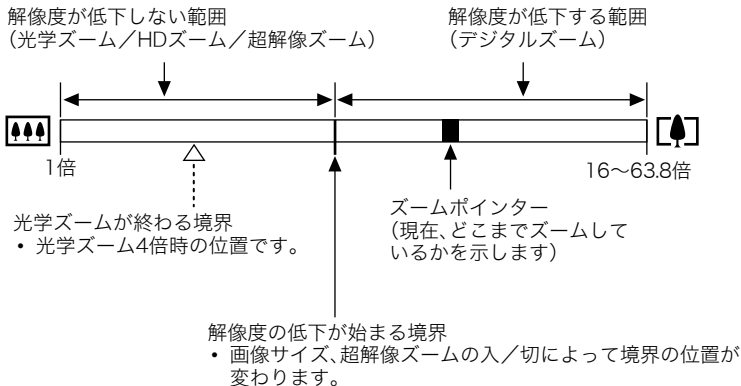 解像度が低下しない範囲
（光学ズーム／HDズーム／超解像ズーム）
解像度が低下する範囲
（デジタルズーム）
1倍
16～63.8倍
光学ズームが終わる境界
• 光学ズーム4倍時の位置です。
ズームポインター
（現在、どこまでズームして
いるかを示します）
解像度の低下が始まる境界
• 画像サイズ、超解像ズームの入／切によって境界の位置が
変わります。